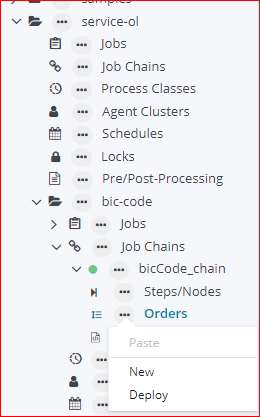 samples
service-ol
Jobs
Job Chains
Process Classes
Agent Clusters
Schedules
Locks
Pre/Post-Processing
bic-code
Jobs
Job Chains
bicCode_chain
Steps/Nodes
Orders
Paste
New
Deploy